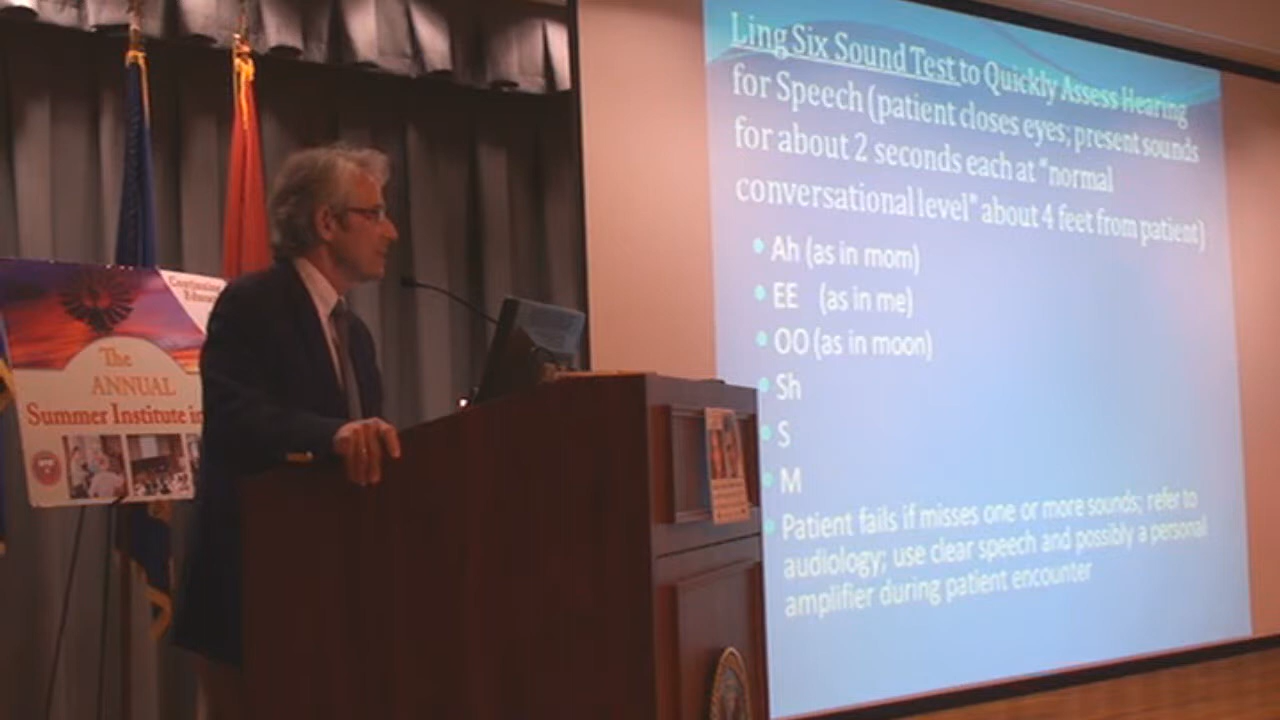 Ling Six Sound Test to Quickly Assess Hearing
for Speech (patient closes eyes; present sounds
for about 2 seconds each at "normal
conversational level" about 4 feet from patient)
Ah (as in mom)
EE (as in me)
OO (as in moon)
Sh
S
M
Patient fails if misses one or more sounds; refer to
audiology; use clear speech and possibly a personal
amplifier during patient encounter
The
ANNUAL
Summer Institute in